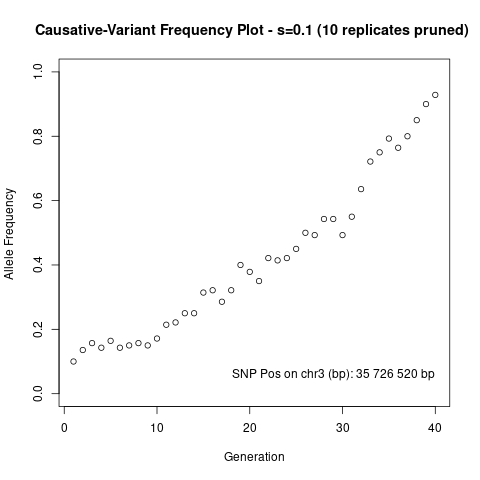 Causative-Variant Frequency Plot - s=0.1 (10 replicates pruned)
Allele Frequency
1.0
0.8
0.6
0.4
0.2
0.0
SNP Pos on chr3 (bp): 35 726 520 bp
0 10 20 30 40
Generation